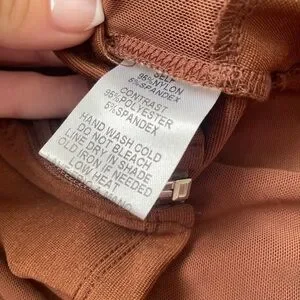 SELF
95%NYLON
5%SPANDEX
CONTRAST
95%POLYESTER
5%SPANDEX
HAND WASH COLD
DO NOT BLEACH
LINE DRY IN SHADE
IRON IF NEEDED
LOW HEAT